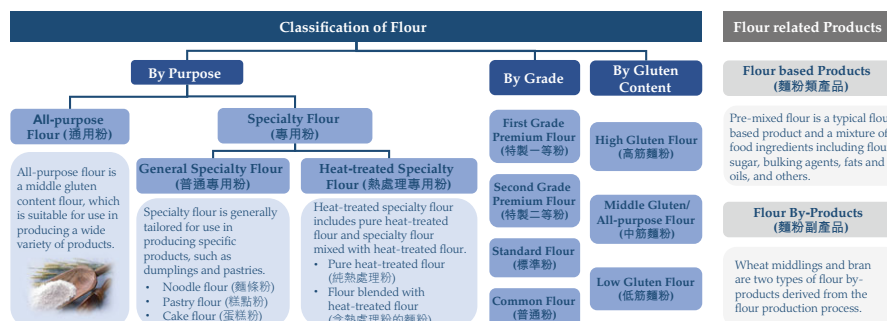 Classification of Flour
Flour related Products
By Purpose
By Grade
By Gluten
Content
All-purpose
Flour (通用粉)
Specialty Flour
(專用粉)
All-purpose flour is
a middle gluten
content flour, which
is suitable for use in
producing a wide
variety of products.
General Specialty Flour
(普通專用粉)
Specialty flour is generally
tailored for use in
producing specific
products, such as
dumplings and pastries.
• Noodle flour (麵條粉)
• Pastry flour (糕點粉)
• Cake flour (蛋糕粉)
Heat-treated Specialty
Flour (熱處理專用粉)
Heat-treated specialty flour
includes pure heat-treated
flour and specialty flour
mixed with heat-treated flour.
• Pure heat-treated flour
(純熱處理粉)
• Flour blended with
heat-treated flour
(含熱處理粉的麵粉)
First Grade
Premium Flour
(特製一等粉)
Second Grade
Premium Flour
(特製二等粉)
Standard Flour
(標準粉)
Common Flour
(普通粉)
High Gluten Flour
(高筋麵粉)
Middle Gluten/
All-purpose Flour
(中筋麵粉)
Low Gluten Flour
(低筋麵粉)
Flour based Products
(麵粉類產品)
Pre-mixed flour is a typical flou
based product and a mixture of
food ingredients including flou
sugar, bulking agents, fats and
oils, and others.
Flour By-Products
(麵粉副產品)
Wheat middlings and bran
are two types of flour by-
products derived from the
flour production process.